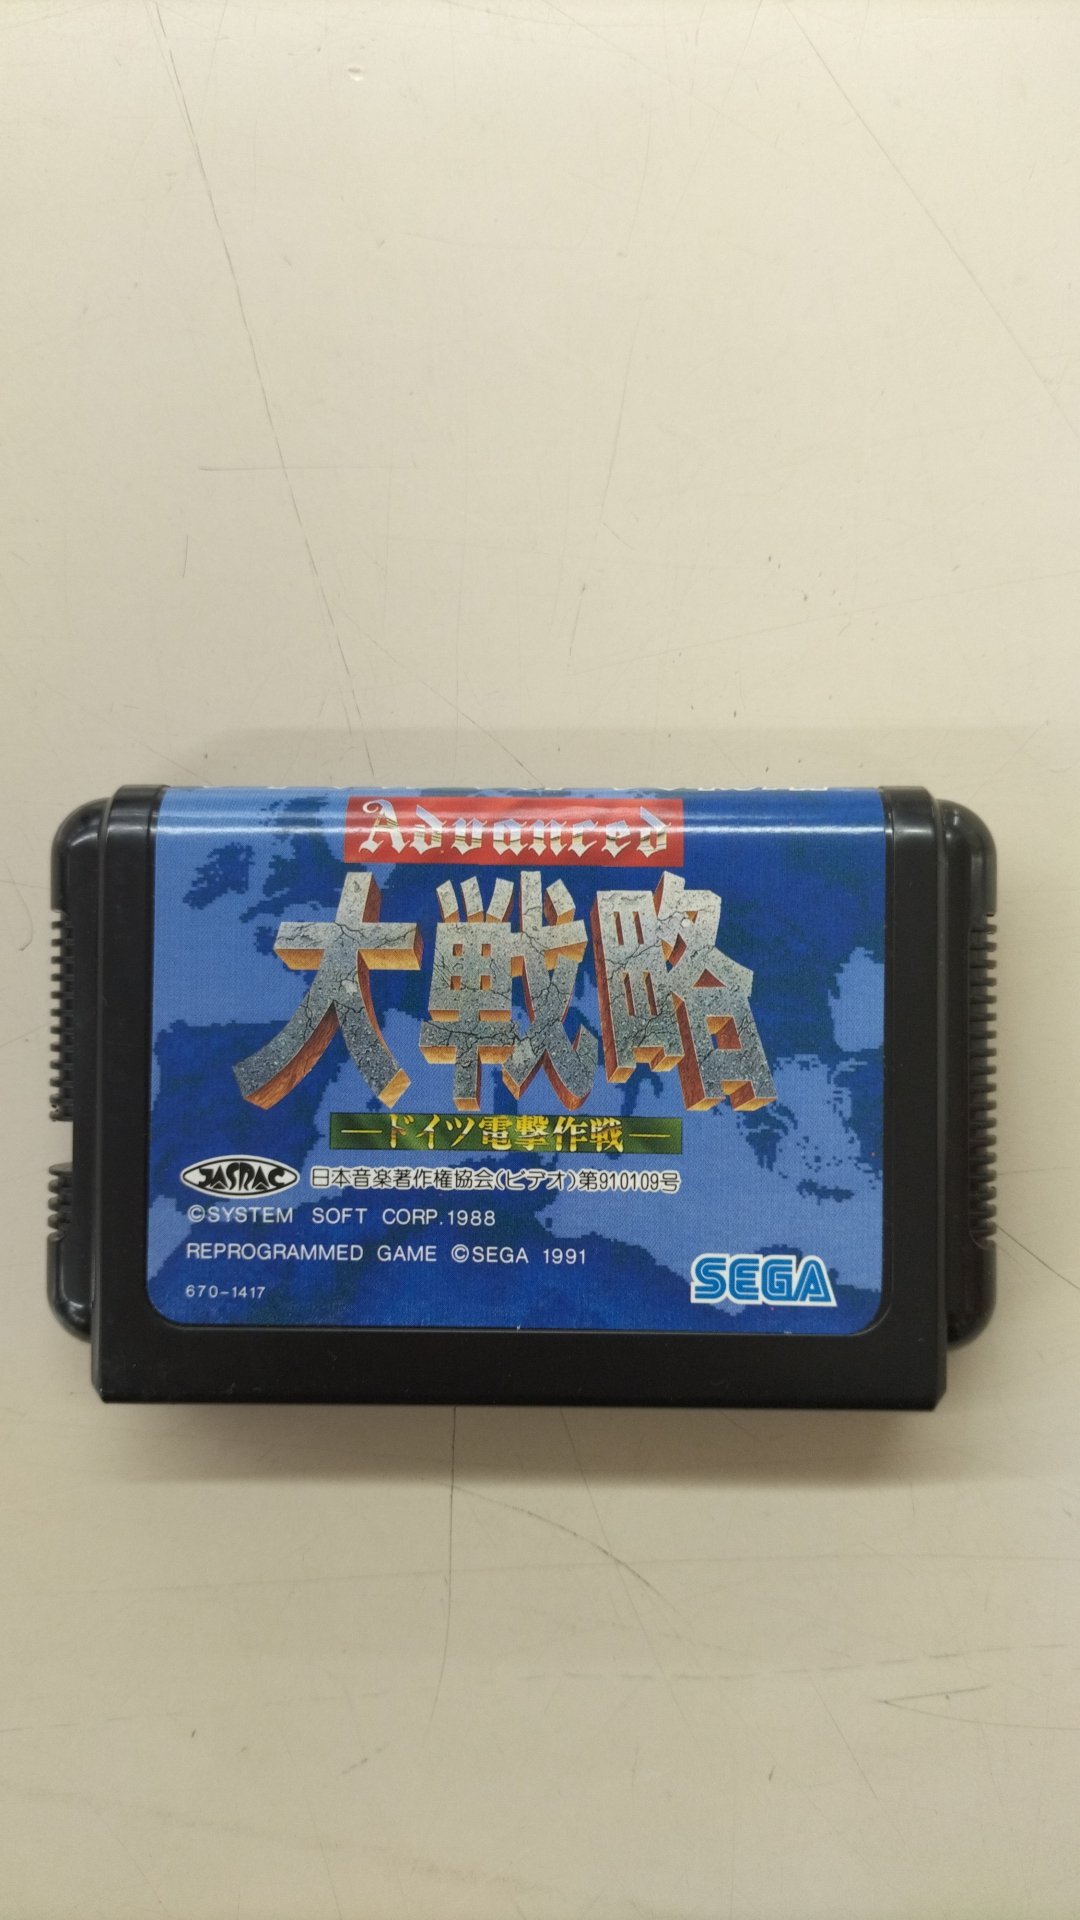 Advanced
大戦略
ードイツ電撃作戦ー
JASRAC 日本音楽著作権協会(ビデオ)第910109号
©SYSTEM SOFT CORP.1988
REPROGRAMMED GAME ©SEGA 1991
670-1417
SEGA